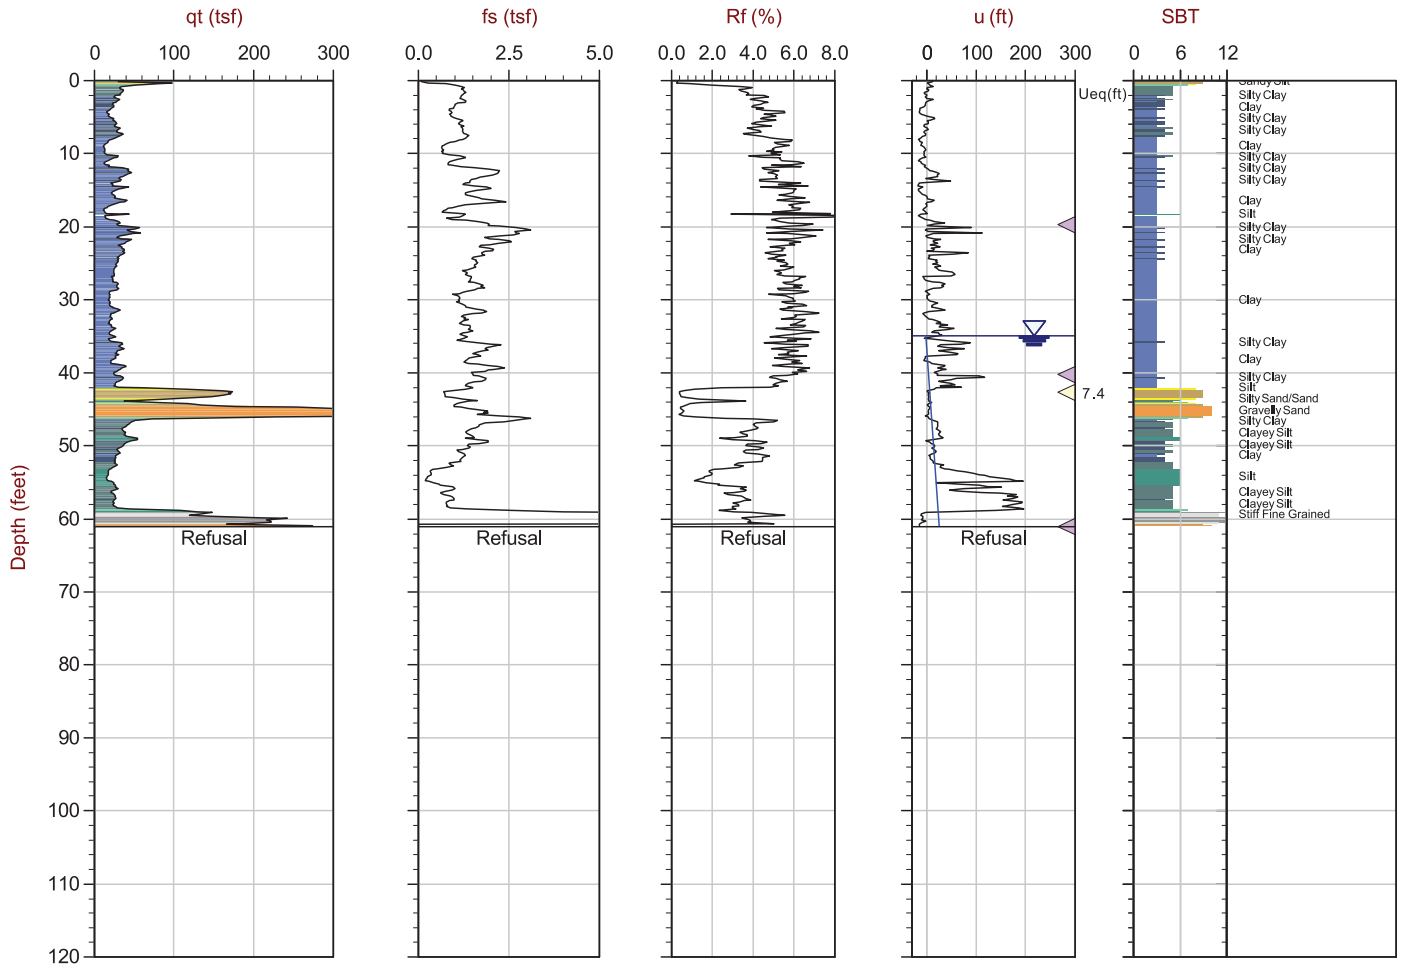 qt (tsf) fs (tsf) Rf (%) u (ft) SBT
0 100 200 300 0.0 2.5 5.0 0.0 2.0 4.0 6.0 8.0 0 100 200 300 0 6 12
0
10
20
30
40
50
60
70
80
90
100
110
120
Depth (feet)
Ueq(ft)
7.4
Refusal Refusal Refusal Refusal
Sandy Silt
Silty Clay
Clay
Silty Clay
Silty Clay
Clay
Silty Clay
Silty Clay
Silty Clay
Clay
Silt
Silty Clay
Silty Clay
Clay
Clay
Silty Clay
Clay
Silty Clay
Silt
Silty Sand/Sand
Gravelly Sand
Silty Clay
Clayey Silt
Clayey Silt
Clay
Silt
Clayey Silt
Clayey Silt
Stiff Fine Grained